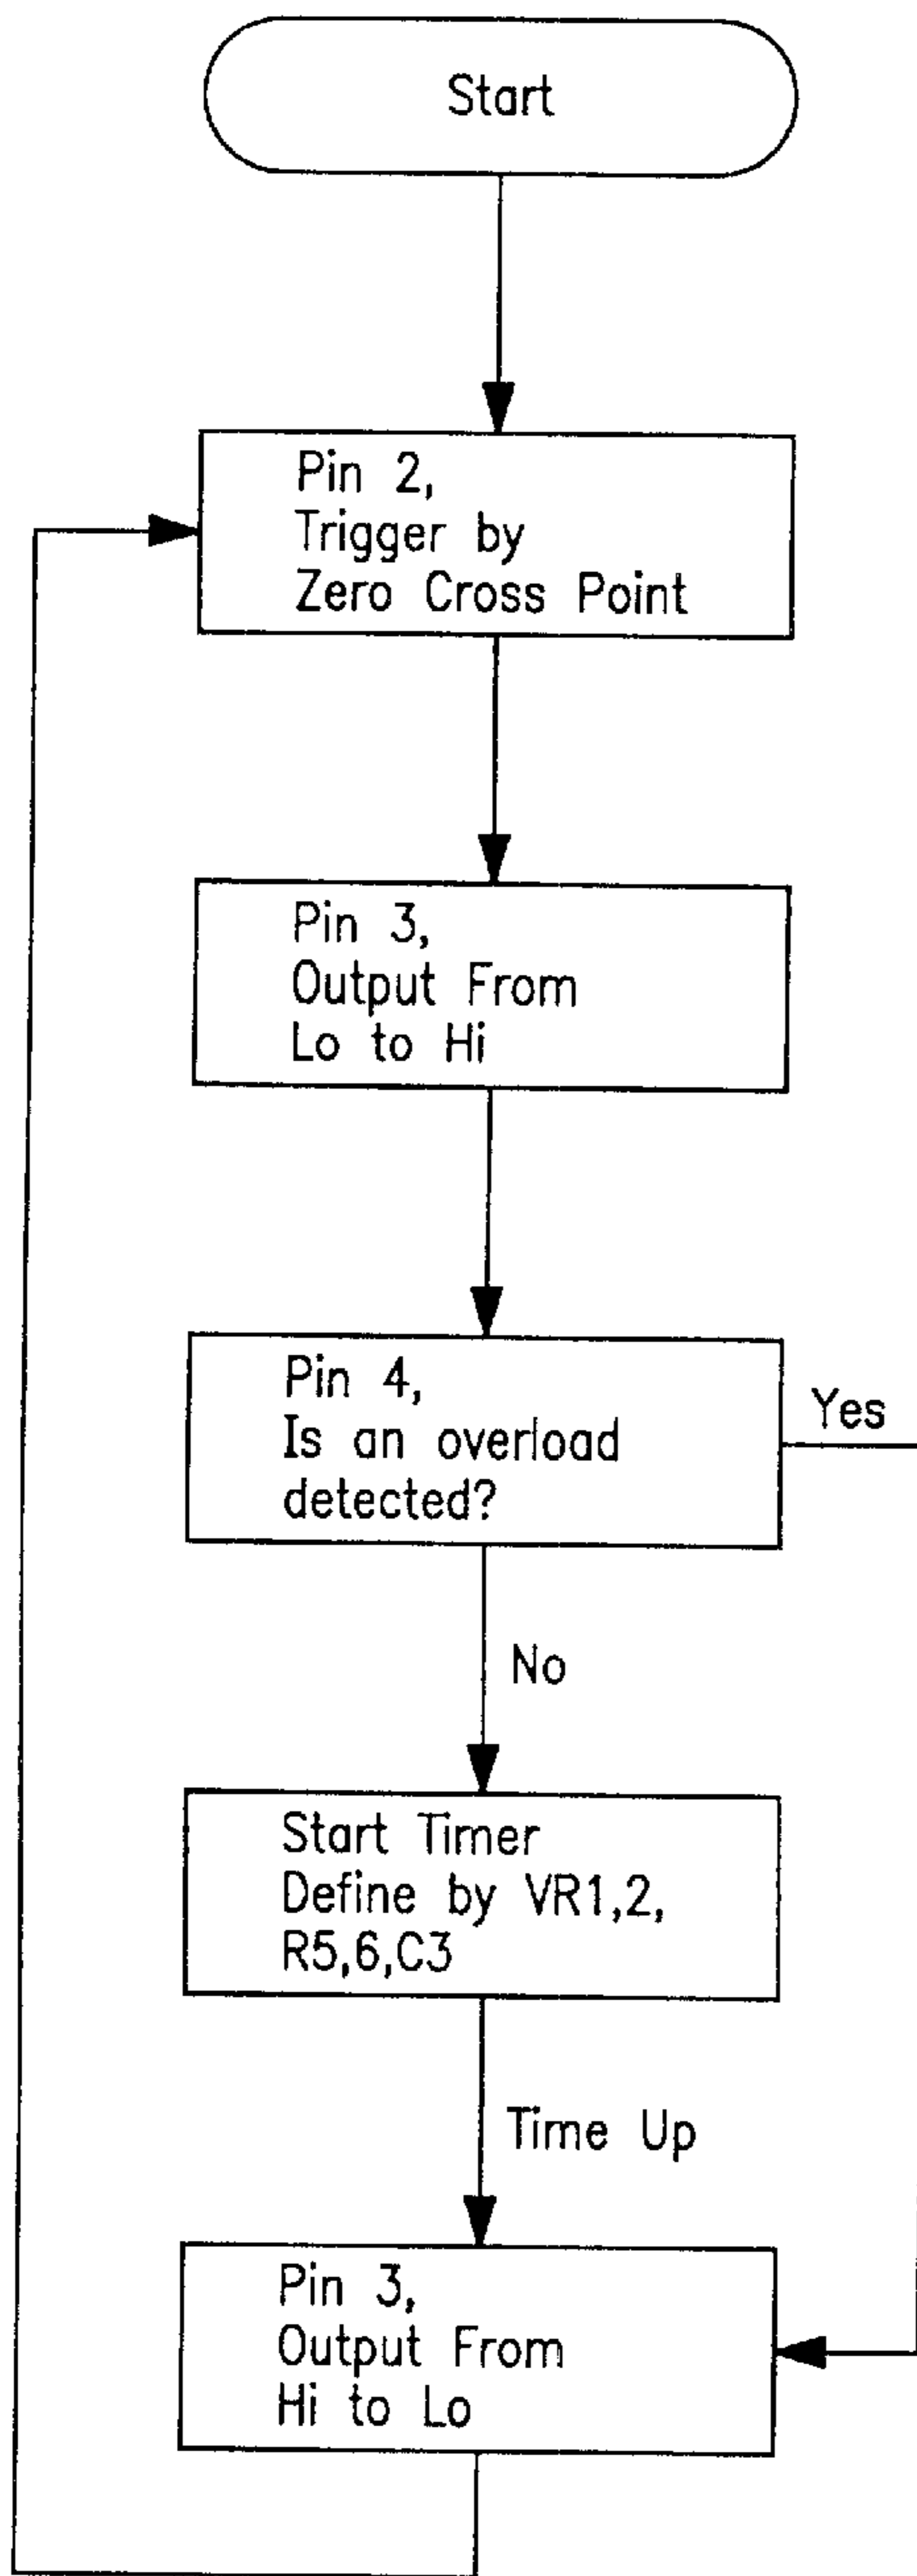 Start
Pin 2,
Trigger by
Zero Cross Point
Pin 3,
Output From
Lo to Hi
Pin 4,
Is an overload
detected?
Yes
No
Start Timer
Define by VR1,2,
R5,6,C3
Time Up
Pin 3,
Output From
Hi to Lo